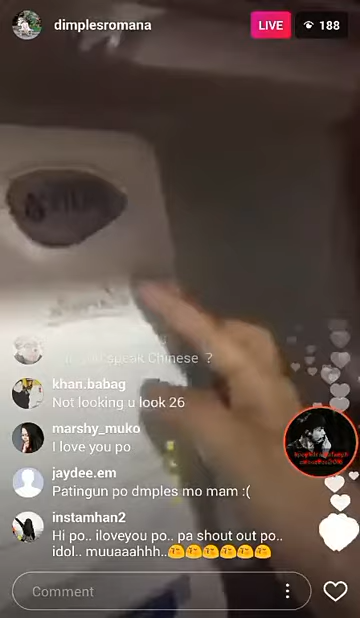 dimplesromana
LIVE
188
speak Chinese ?
khan.babag
Not looking u look 26
marshy_muko
I love you po
jaydee.em
Patingun po dmples mo mam :(
instamhan2
Hi po.. iloveyou po.. pa shout out po..
idol.. muuaaahhh..
Comment